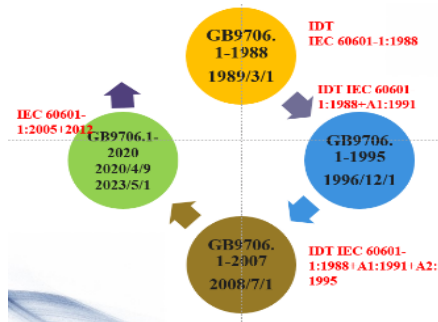 GB9706.
1-1988
1989/3/1
IDT
IEC 60601-1:1988
IDT IEC 60601
1:1988+A1:1991
GB9706.
1-1995
1996/12/1
IDT IEC 60601-
1:1988+A1:1991+A2:
1995
GB9706.
1-2007
2008/7/1
GB9706.1-
2020
2020/4/9
2023/5/1
IEC 60601-
1:2005+2012